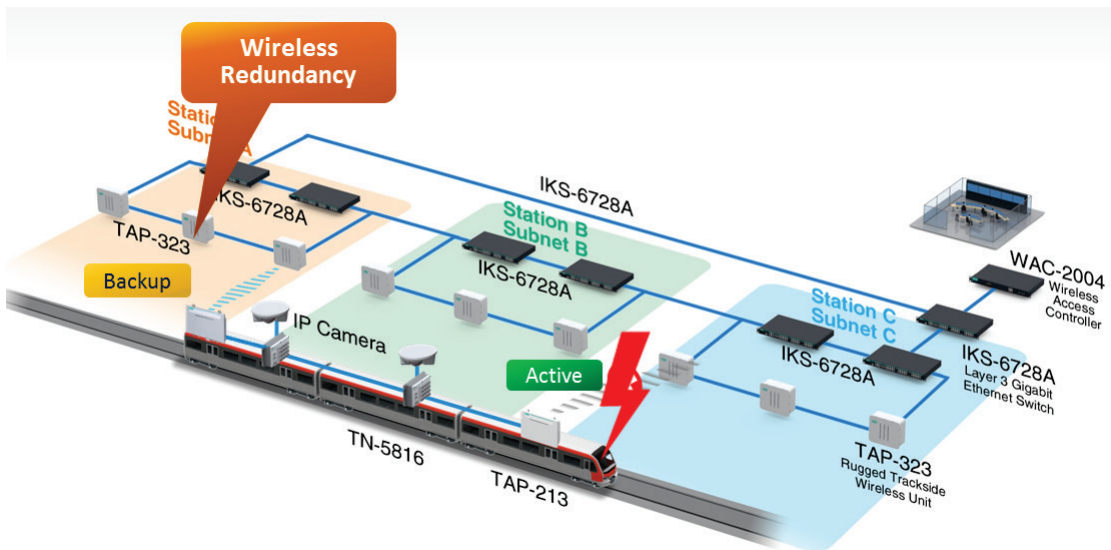 Wireless
Redundancy
Station
Subnet A
IKS-6728A
TAP-323
Backup
IKS-6728A
Station B
Subnet B
IKS-6728A
IP Camera
Active
TN-5816
TAP-213
Station C
Subnet C
IKS-6728A
WAC-2004
Wireless
Access
Controller
IKS-6728A
Layer 3 Gigabit
Ethernet Switch
TAP-323
Rugged Trackside
Wireless Unit